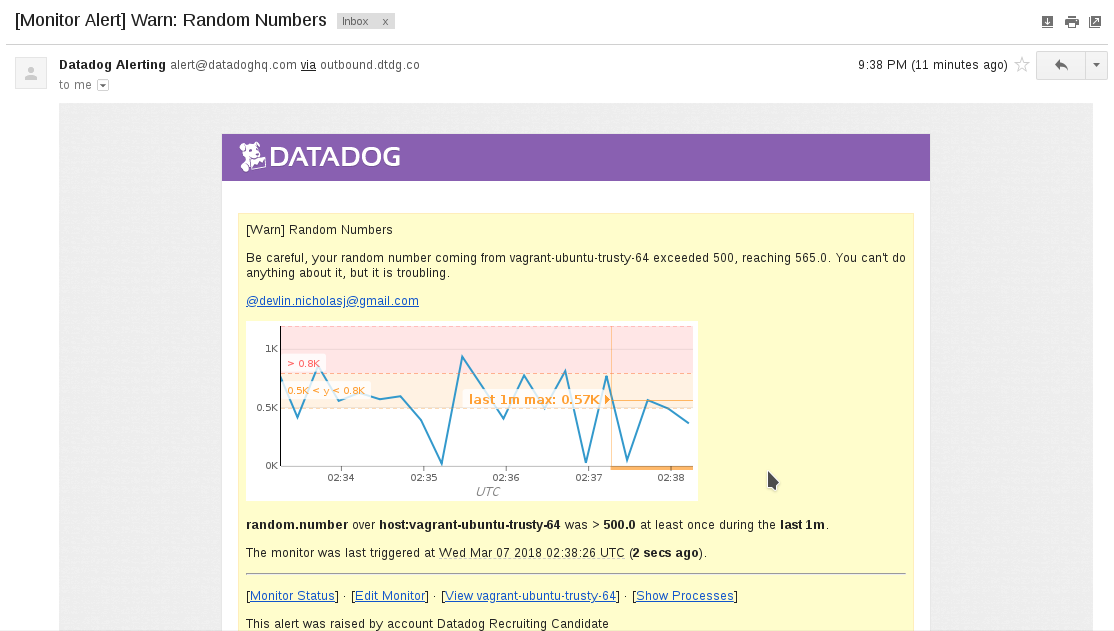 [Monitor Alert] Warn: Random Numbers
Inbox x
Datadog Alerting alert@datadoghq.com via outbound.dtdg.co
9:38 PM (11 minutes ago)
to me
DATADOG
[Warn] Random Numbers
Be careful, your random number coming from vagrant-ubuntu-trusty-64 exceeded 500, reaching 565.0. You can't do
anything about it, but it is troubling.
@devlin.nicholasj@gmail.com
1K
> 0.8K
0.5K < y < 0.8K
last 1m max: 0.57K
0.5K
0K
02:34 02:35 02:36 02:37 02:38
UTC
random.number over host:vagrant-ubuntu-trusty-64 was > 500.0 at least once during the last 1m.
The monitor was last triggered at Wed Mar 07 2018 02:38:26 UTC (2 secs ago).
[Monitor Status] · [Edit Monitor] · [View vagrant-ubuntu-trusty-64] · [Show Processes]
This alert was raised by account Datadog Recruiting Candidate